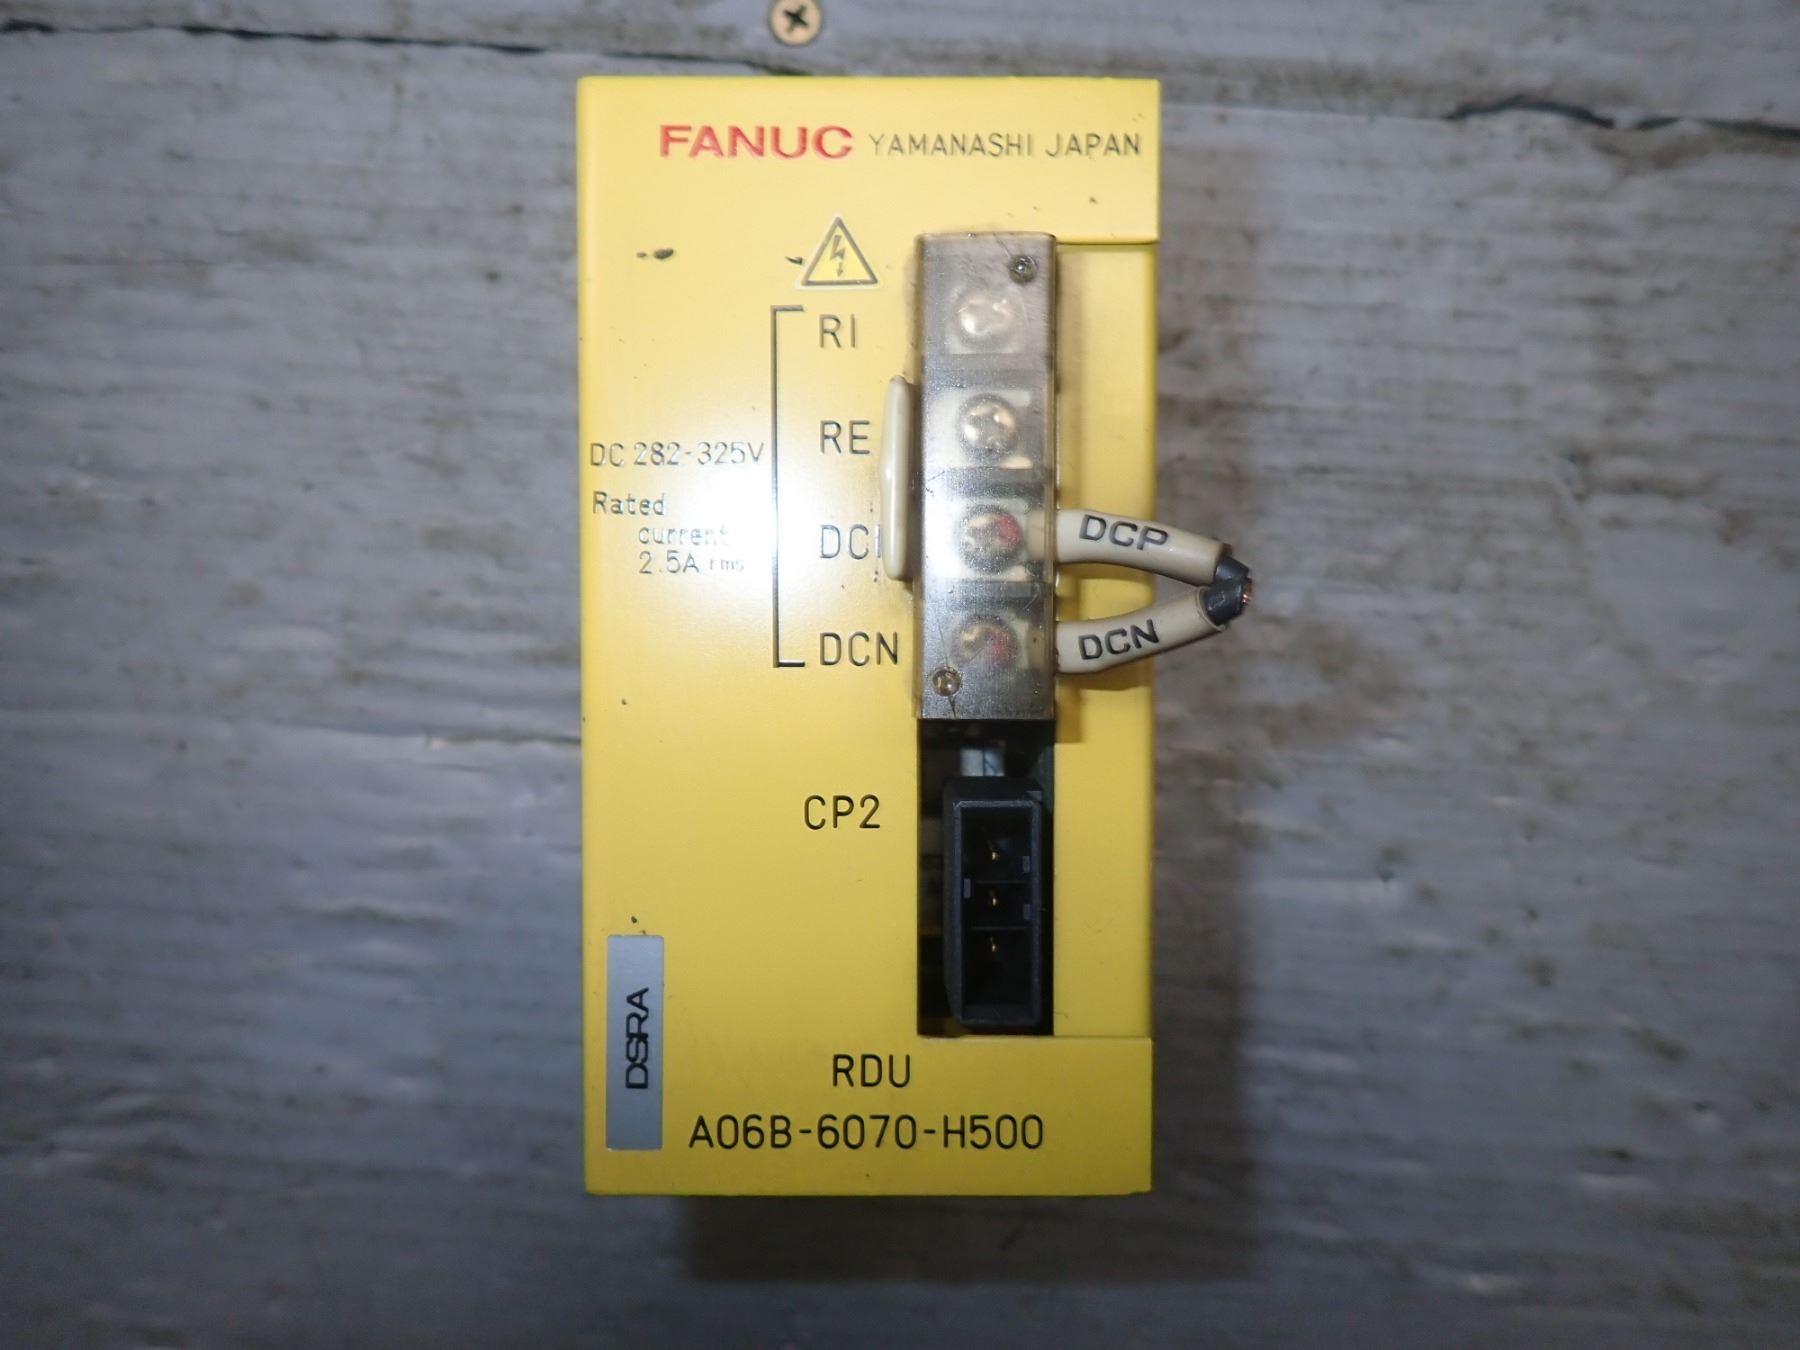 FANUC YAMANASHI JAPAN
RI
RE
DC 282-325V
Rated
current
2.5A rms
DCP
DCN
DCN
CP2
DSRA
RDU
A06B-6070-H500